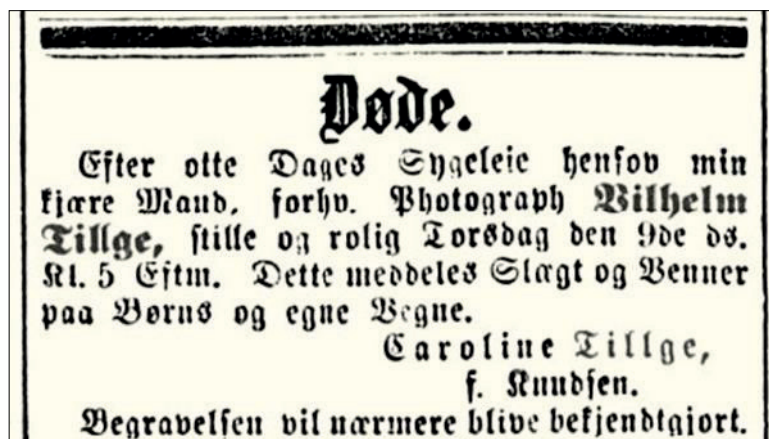 Døde.
Efter otte Dages Sygeleie hensov min
kjære Mand, forhv. Photograph Vilhelm
Tillge, stille og rolig Torsdag den 9de ds.
Kl. 5 Eftm. Dette meddeles Slægt og Venner
paa Børns og egne Vegne.
Caroline Tillge,
f. Knudsen.
Begravelsen vil nærmere blive bekjendtgjort.